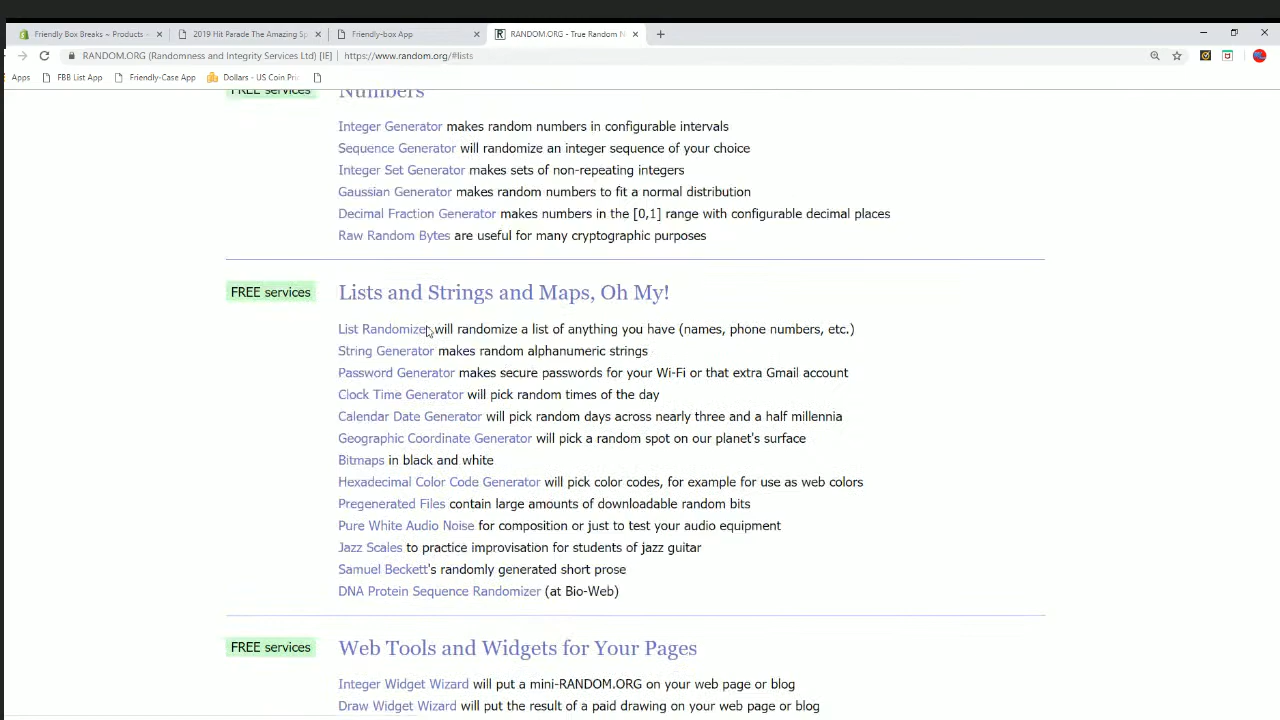 Friendly Box Breaks ~ Products ~
2019 Hit Parade The Amazing Sp
Friendly-box App
RANDOM.ORG - True Random N
RANDOM.ORG (Randomness and Integrity Services Ltd) [IE] | https://www.random.org/#lists
Apps
FBB List App
Friendly-Case App
Dollars - US Coin Pric
FREE services
Numbers
Integer Generator makes random numbers in configurable intervals
Sequence Generator will randomize an integer sequence of your choice
Integer Set Generator makes sets of non-repeating integers
Gaussian Generator makes random numbers to fit a normal distribution
Decimal Fraction Generator makes numbers in the [0,1] range with configurable decimal places
Raw Random Bytes are useful for many cryptographic purposes
FREE services
Lists and Strings and Maps, Oh My!
List Randomizer will randomize a list of anything you have (names, phone numbers, etc.)
String Generator makes random alphanumeric strings
Password Generator makes secure passwords for your Wi-Fi or that extra Gmail account
Clock Time Generator will pick random times of the day
Calendar Date Generator will pick random days across nearly three and a half millennia
Geographic Coordinate Generator will pick a random spot on our planet's surface
Bitmaps in black and white
Hexadecimal Color Code Generator will pick color codes, for example for use as web colors
Pregenerated Files contain large amounts of downloadable random bits
Pure White Audio Noise for composition or just to test your audio equipment
Jazz Scales to practice improvisation for students of jazz guitar
Samuel Beckett's randomly generated short prose
DNA Protein Sequence Randomizer (at Bio-Web)
FREE services
Web Tools and Widgets for Your Pages
Integer Widget Wizard will put a mini-RANDOM.ORG on your web page or blog
Draw Widget Wizard will put the result of a paid drawing on your web page or blog